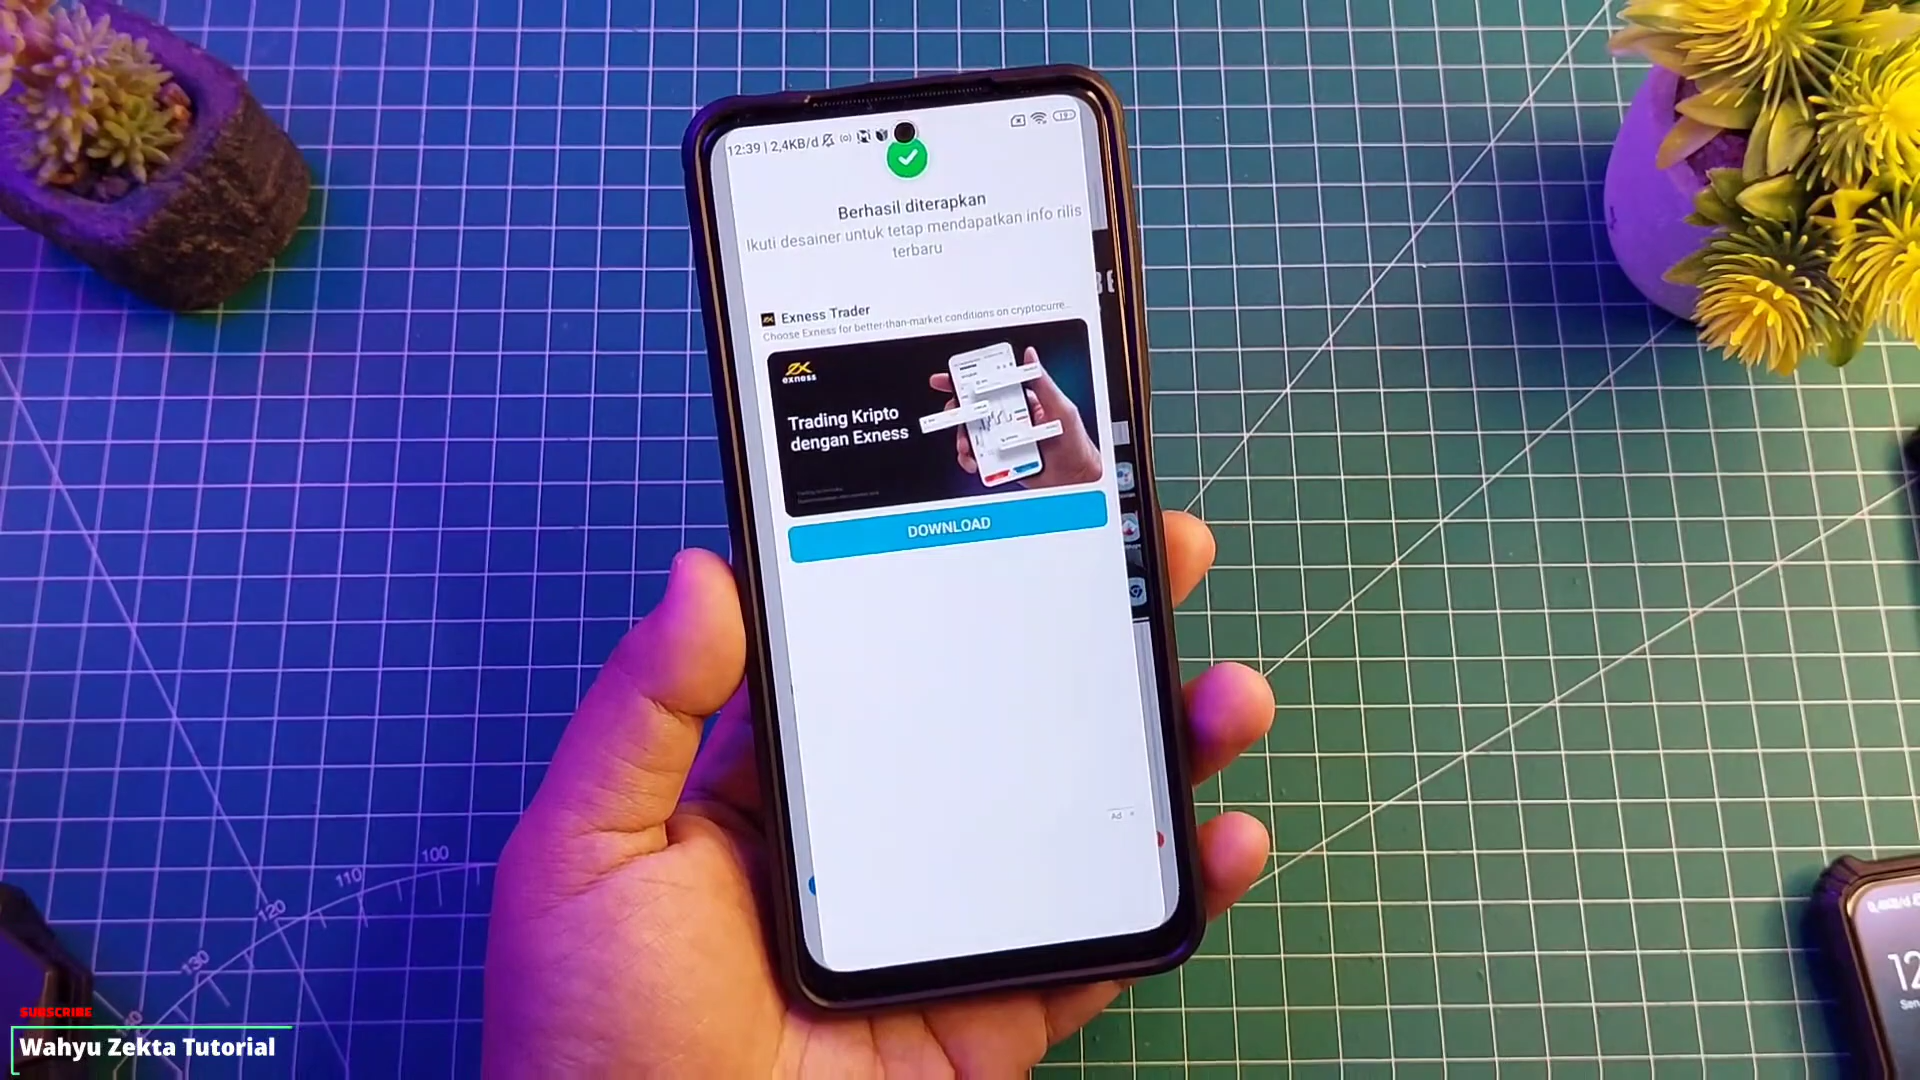 12:39 | 2,4KB/d
19
Berhasil diterapkan
Ikuti desainer untuk tetap mendapatkan info rilis
terbaru
Exness Trader
Choose Exness for better-than-market conditions on cryptocurre...
exness
Trading Kripto
dengan Exness
DOWNLOAD
Ad
100
110
120
130
SUBSCRIBE
Wahyu Zekta Tutorial
12